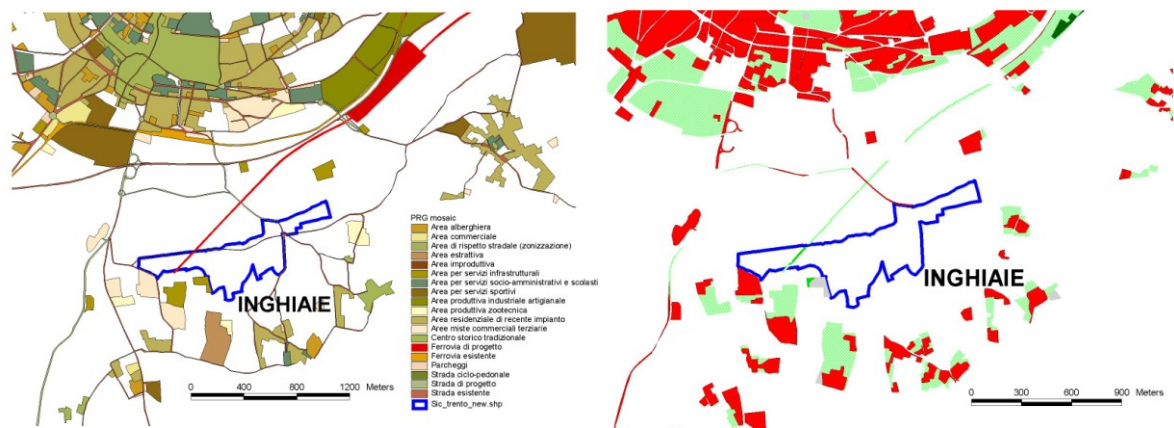 PRG mosaic
Area alberghiera
Area commerciale
Area di rispetto stradale (zonizzazione)
Area estrattiva
Area improduttiva
Area per servizi infrastrutturali
Area per servizi socio-amministrativi e scolasti
Area per servizi sportivi
Area produttiva industriale artigianale
Area produttiva zootecnica
Area residenziale di recente impianto
Aree miste commerciali terziarie
Centro storico tradizionale
Ferrovia di progetto
Ferrovia esistente
Parcheggi
Strada ciclo-pedonale
Strada di progetto
Strada esistente
Sic_trento_new.shp
INGHIAIE
0 400 800 1200 Meters
INGHIAIE
0 300 600 900 Meters